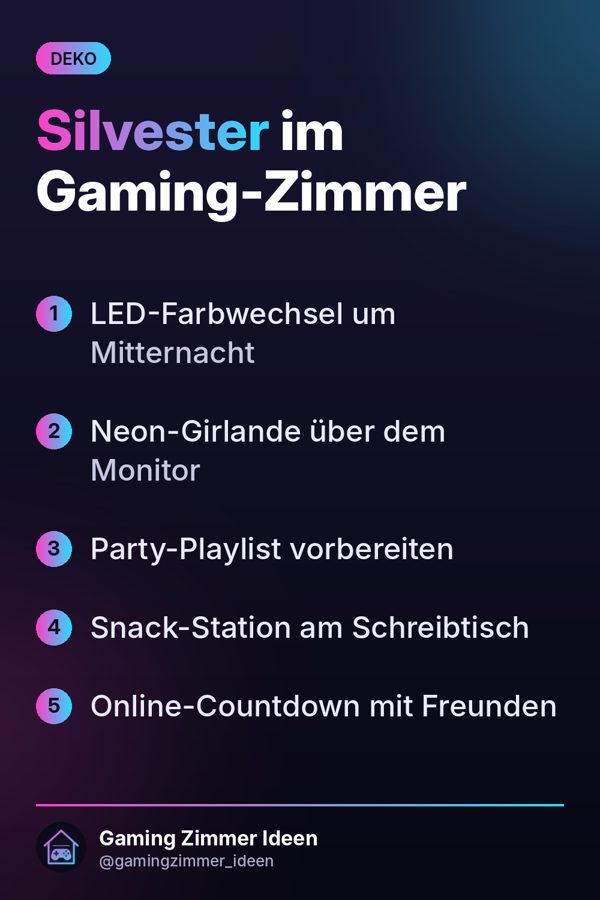 DEKO
Silvester im
Gaming-Zimmer
1 LED-Farbwechsel um
Mitternacht
2 Neon-Girlande über dem
Monitor
3 Party-Playlist vorbereiten
4 Snack-Station am Schreibtisch
5 Online-Countdown mit Freunden
Gaming Zimmer Ideen
@gamingzimmer_ideen